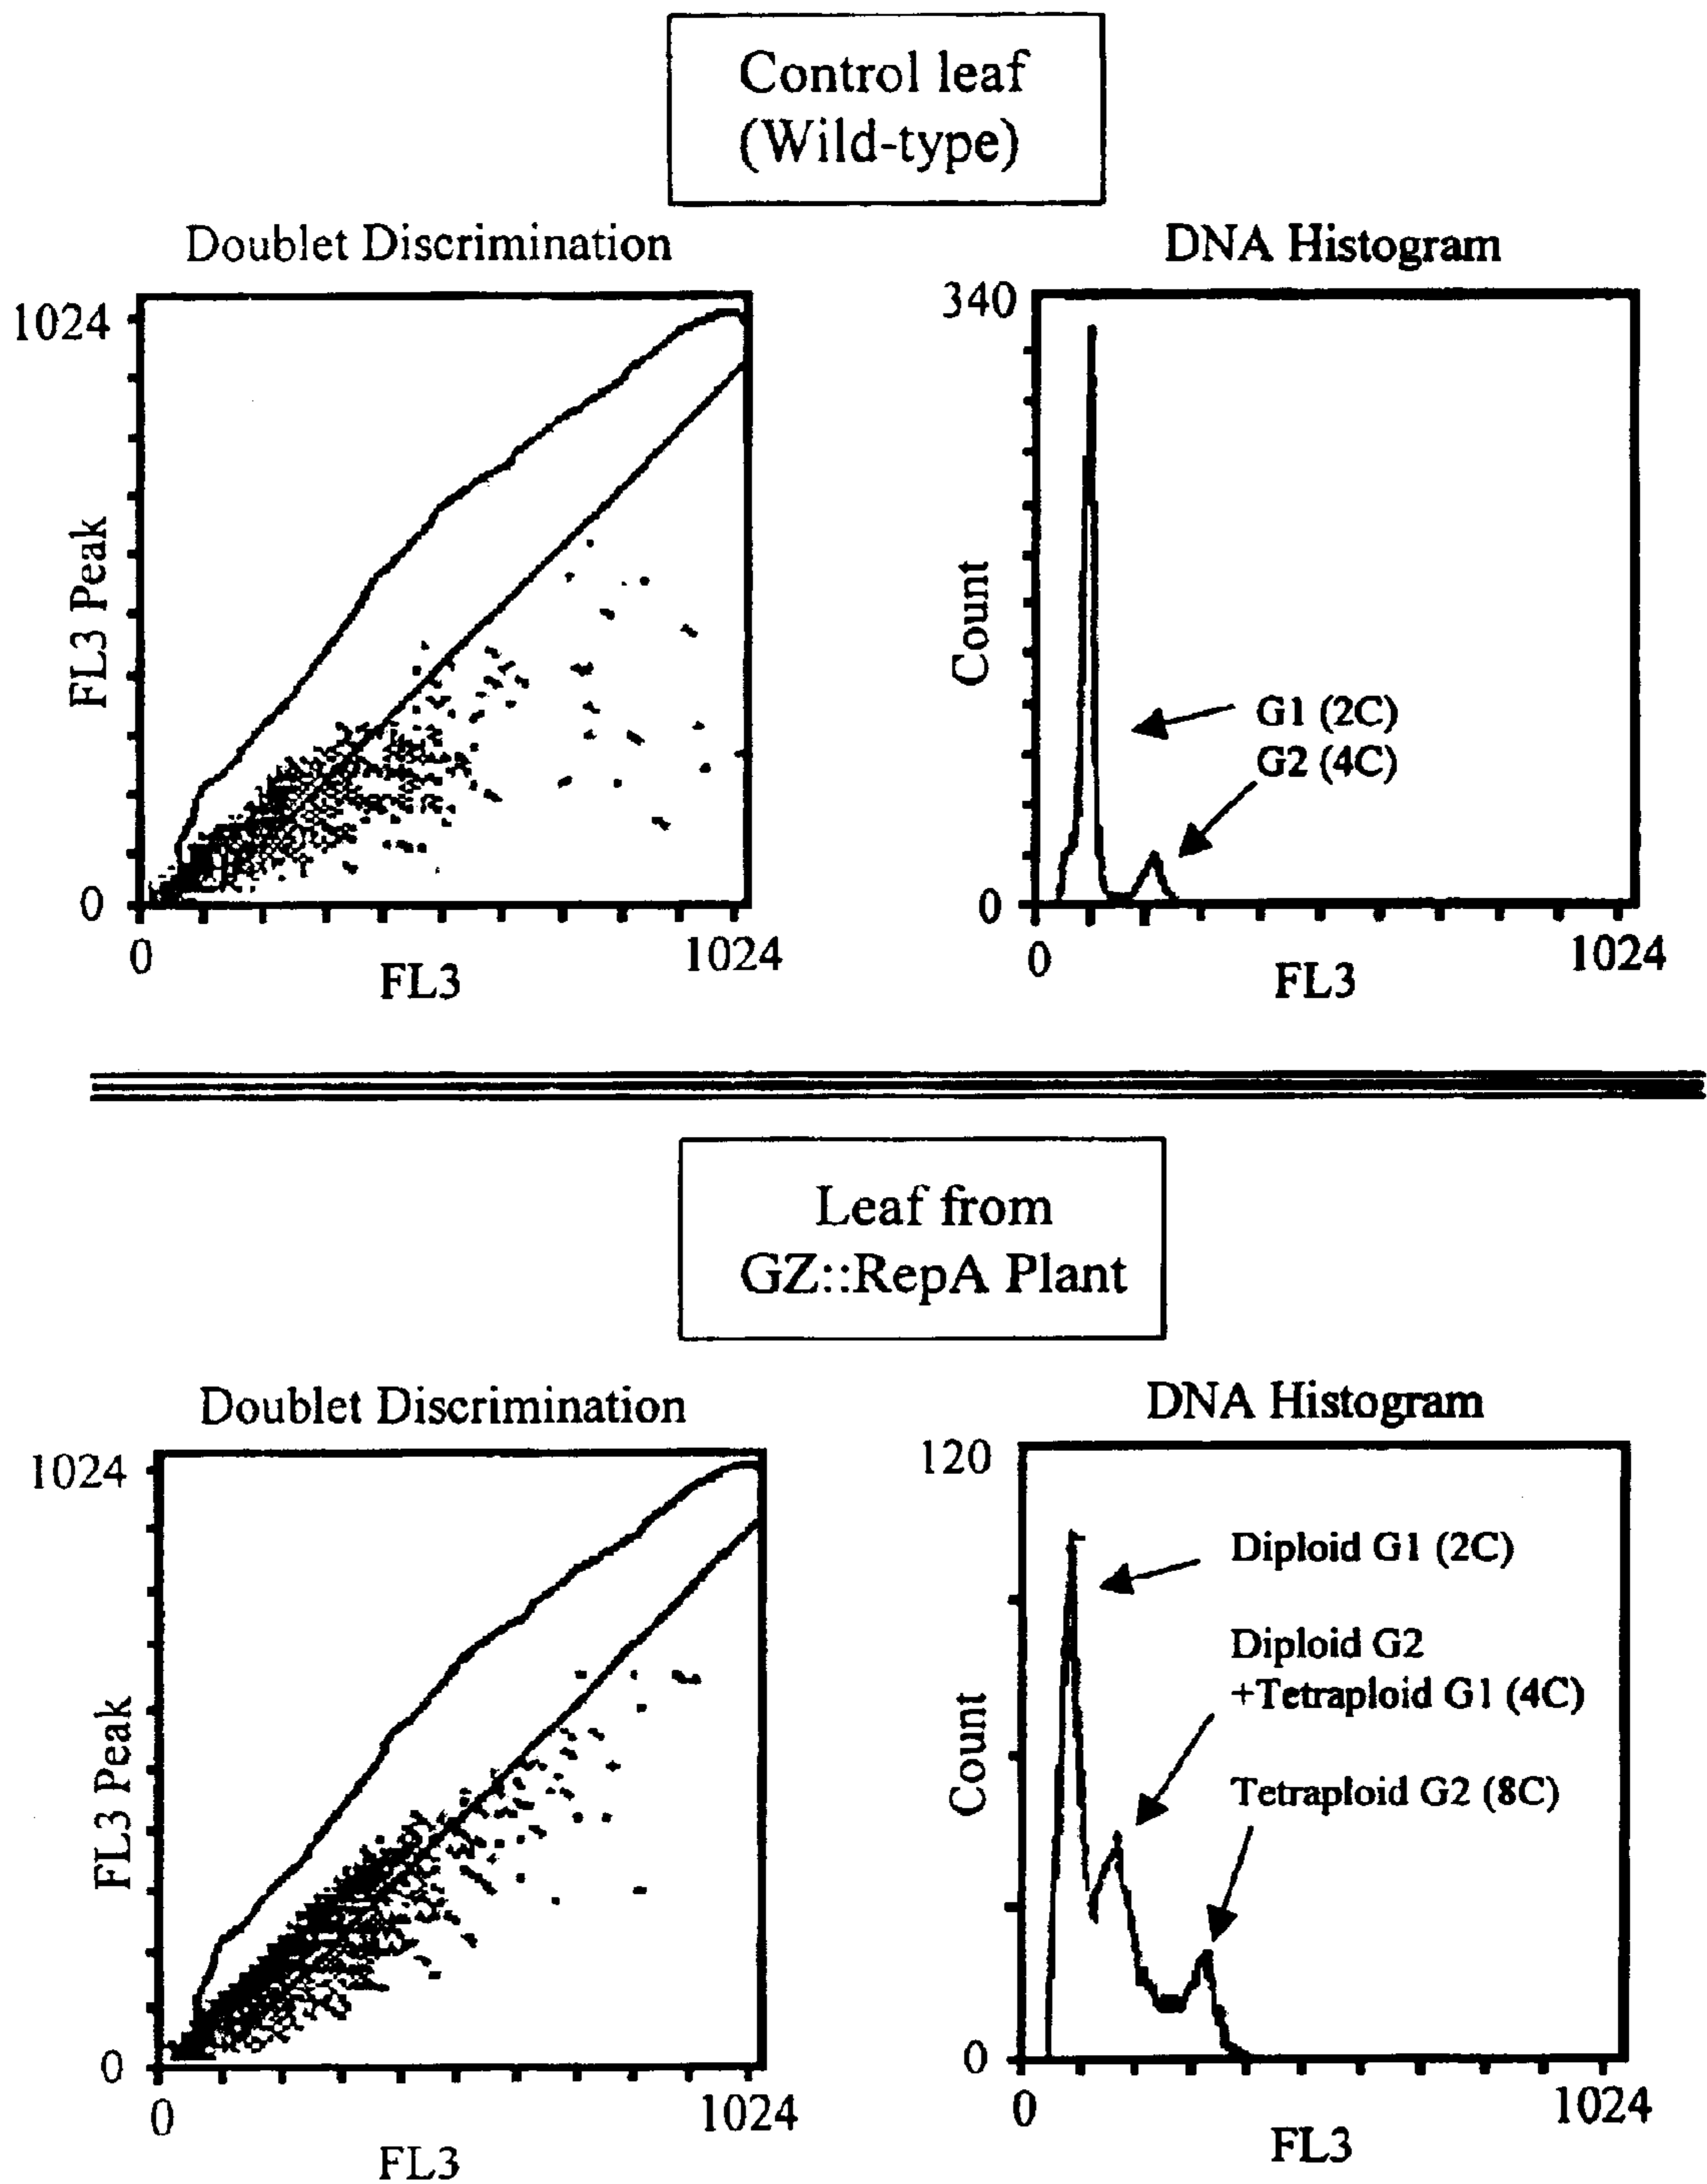 Control leaf
(Wild-type)
Doublet Discrimination
DNA Histogram
1024
FL3 Peak
0
0
1024
FL3
340
Count
G1 (2C)
G2 (4C)
0
0
1024
FL3
Leaf from
GZ::RepA Plant
Doublet Discrimination
DNA Histogram
1024
FL3 Peak
0
0
1024
FL3
120
Count
Diploid G1 (2C)
Diploid G2
+Tetraploid G1 (4C)
Tetraploid G2 (8C)
0
0
1024
FL3